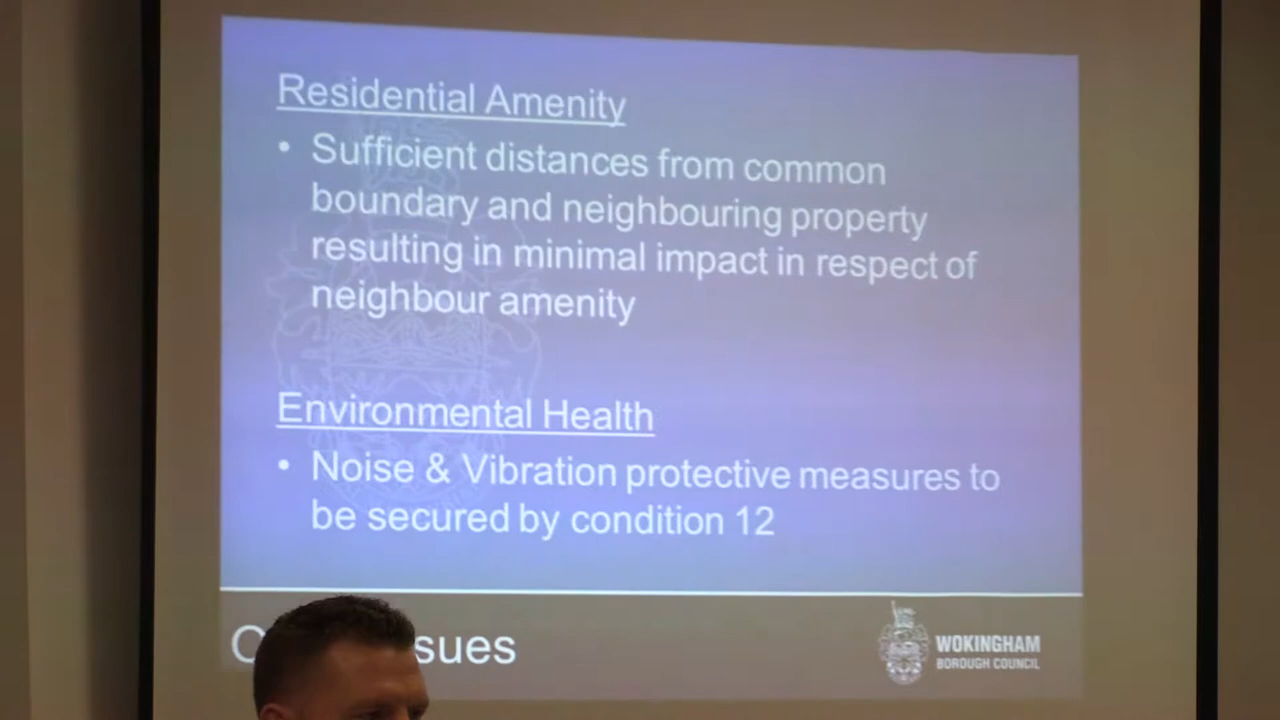 Residential Amenity
• Sufficient distances from common
boundary and neighbouring property
resulting in minimal impact in respect of
neighbour amenity
Environmental Health
• Noise & Vibration protective measures to
be secured by condition 12
WOKINGHAM
BOROUGH COUNCIL